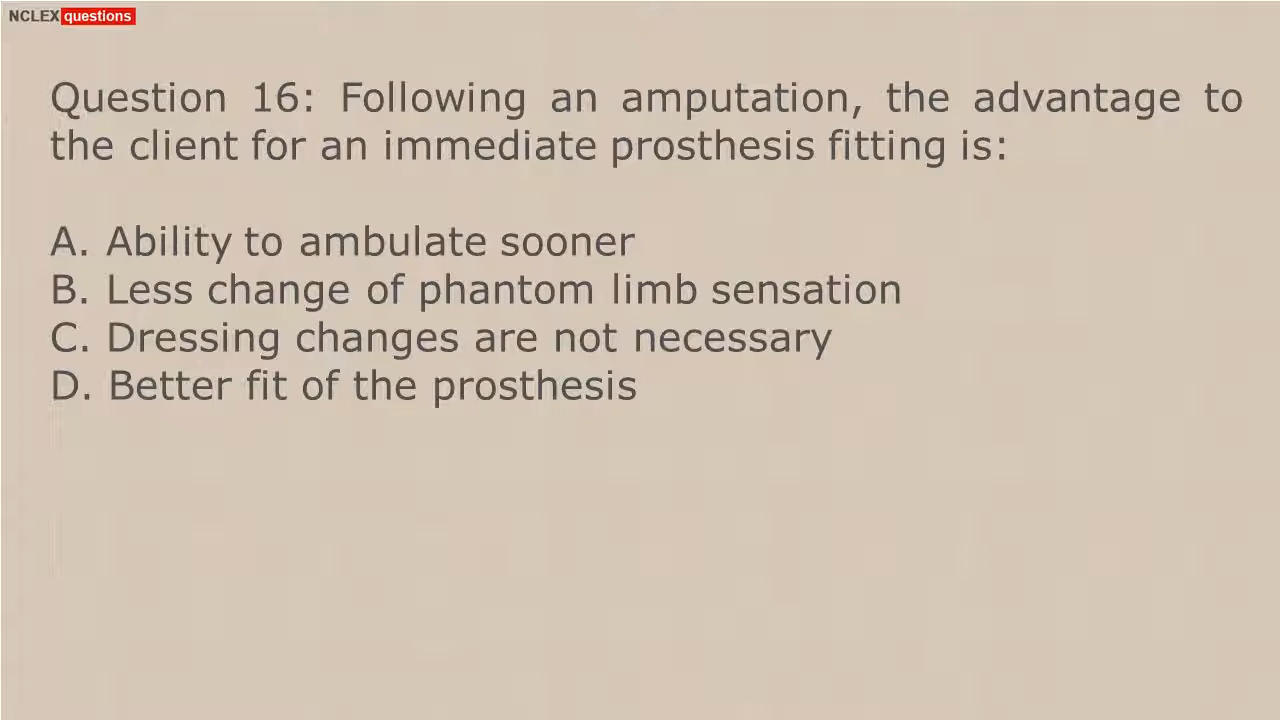 NCLEX questions
Question 16: Following an amputation, the advantage to
the client for an immediate prosthesis fitting is:
A. Ability to ambulate sooner
B. Less change of phantom limb sensation
C. Dressing changes are not necessary
D. Better fit of the prosthesis